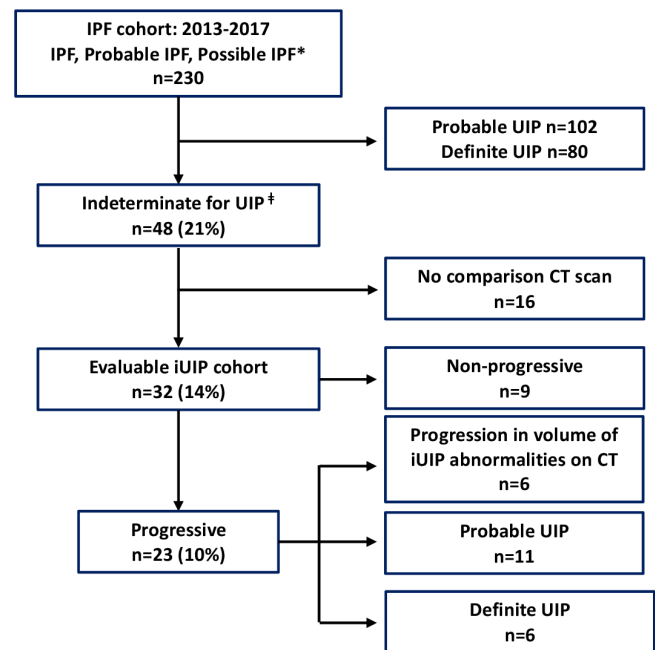 IPF cohort: 2013-2017
IPF, Probable IPF, Possible IPF*
n=230
Probable UIP n=102
Definite UIP n=80
Indeterminate for UIP ǂ
n=48 (21%)
No comparison CT scan
n=16
Evaluable iUIP cohort
n=32 (14%)
Non-progressive
n=9
Progression in volume of
iUIP abnormalities on CT
n=6
Progressive
n=23 (10%)
Probable UIP
n=11
Definite UIP
n=6